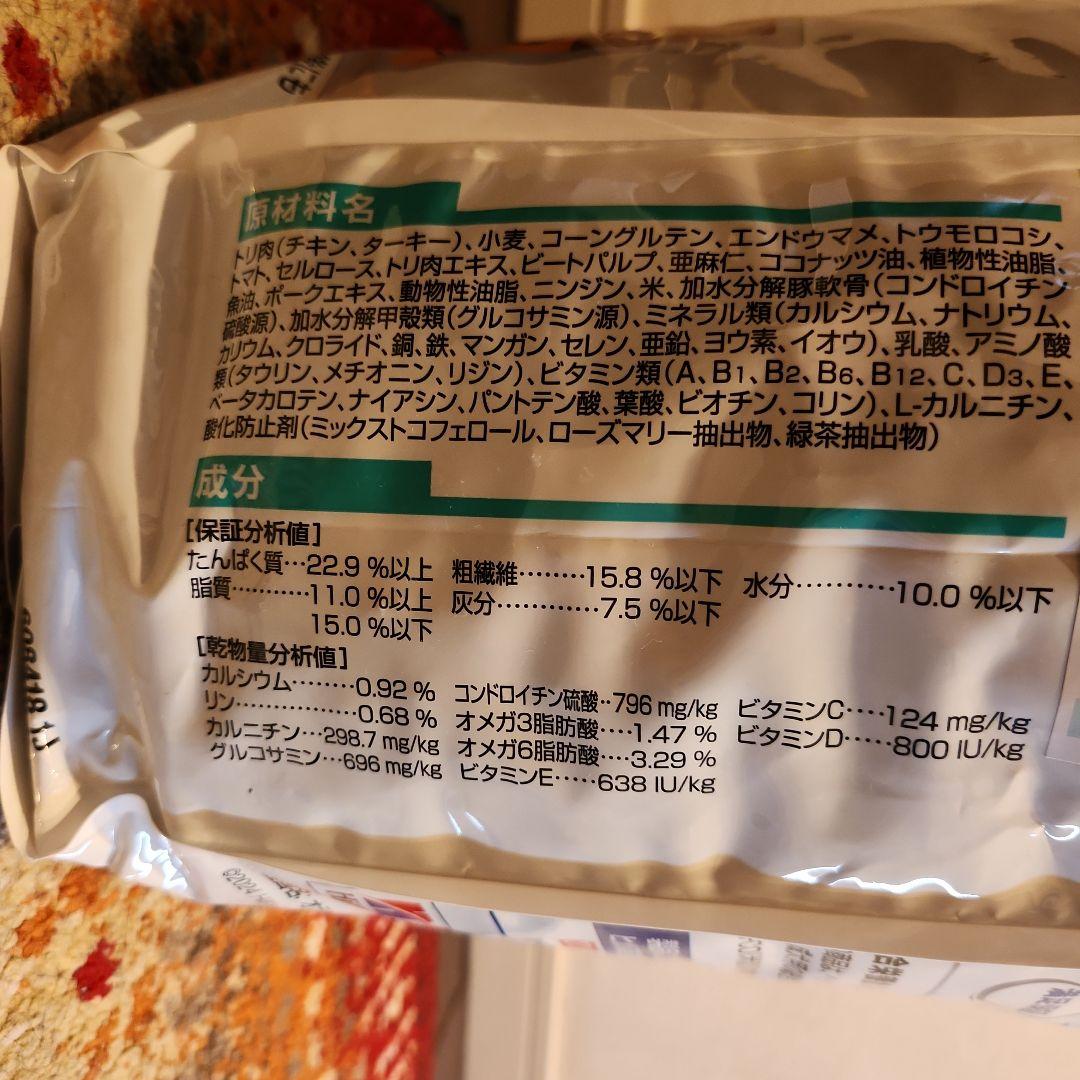 原材料名
トリ肉(チキン、ターキー)、小麦、コーングルテン、エンドウマメ、トウモロコシ、
トマト、セルロース、トリ肉エキス、ビートパルプ、亜麻仁、ココナッツ油、植物性油脂、
魚油、ポークエキス、動物性油脂、ニンジン、米、加水分解豚軟骨(コンドロイチン
硫酸源)、加水分解甲殻類(グルコサミン源)、ミネラル類(カルシウム、ナトリウム、
カリウム、クロライド、銅、鉄、マンガン、セレン、亜鉛、ヨウ素、イオウ)、乳酸、アミノ酸
類(タウリン、メチオニン、リジン)、ビタミン類(A、B1、B2、B6、B12、C、D3、E、
ベータカロテン、ナイアシン、パントテン酸、葉酸、ビオチン、コリン)、L-カルニチン、
酸化防止剤(ミックストコフェロール、ローズマリー抽出物、緑茶抽出物)
成分
[保証分析値]
たんぱく質…22.9 %以上 粗繊維………15.8 %以下 水分…………10.0 %以下
脂質…………11.0 %以上 灰分…………7.5 %以下
15.0 %以下
[乾物量分析値]
カルシウム………0.92 % コンドロイチン硫酸‥796 mg/kg ビタミンC‥‥124 mg/kg
リン………………0.68 % オメガ3脂肪酸‥‥1.47 % ビタミンD‥‥‥800 IU/kg
カルニチン…298.7 mg/kg オメガ6脂肪酸‥‥3.29 %
グルコサミン…696 mg/kg ビタミンE‥‥‥638 IU/kg